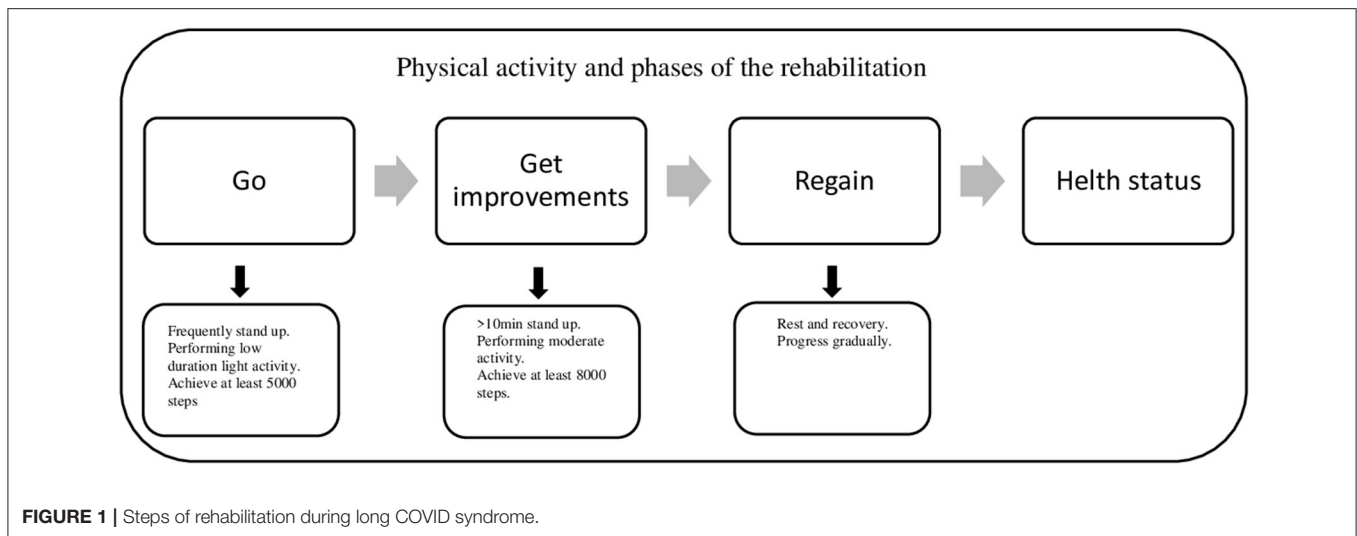 Physical activity and phases of the rehabilitation
Go
Get
improvements
Regain
Helth status
Frequently stand up.
Performing low
duration light activity.
Achieve at least 5000
steps
>10min stand up.
Performing moderate
activity.
Achieve at least 8000
steps.
Rest and recovery.
Progress gradually.
FIGURE 1 | Steps of rehabilitation during long COVID syndrome.